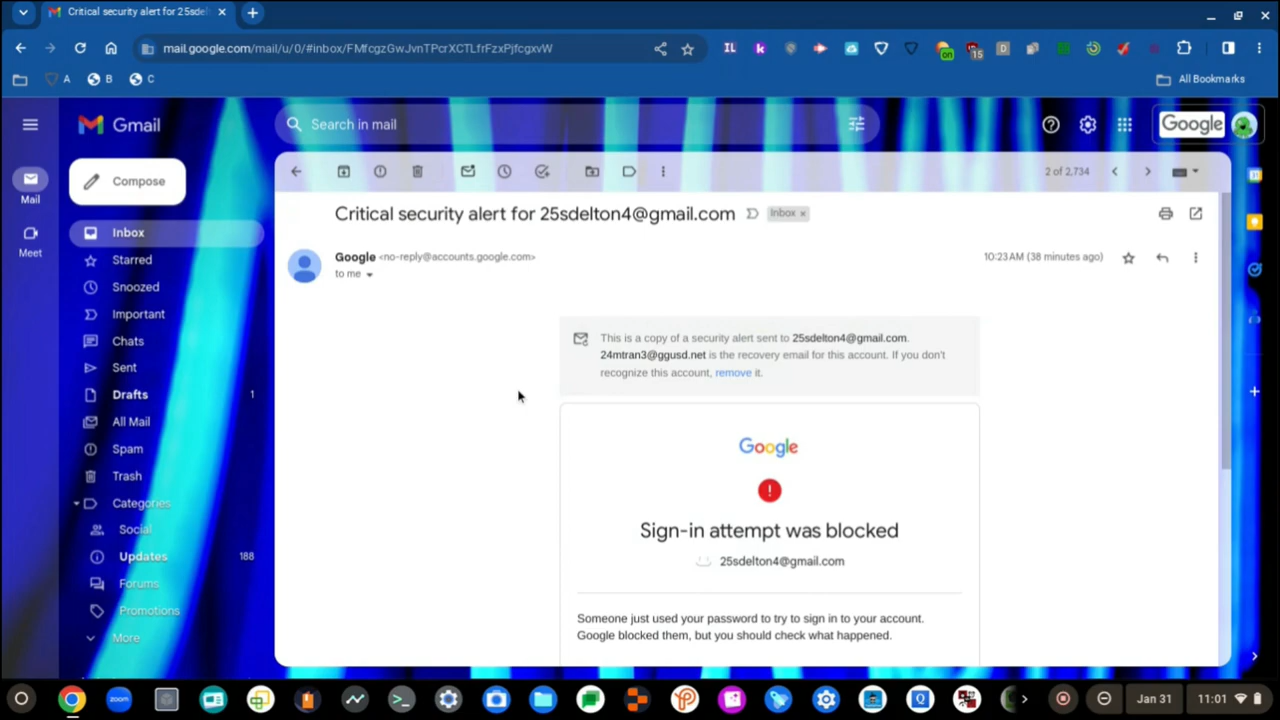 Critical security alert for 25sdel
mail.google.com/mail/u/0/#inbox/FMfcgzGwJvnTPcrXCTLfrFzxPjfcgxvW
IL
k
on
15
D
A
B
C
All Bookmarks
Gmail
Search in mail
Google
Mail
Meet
Compose
Inbox
Starred
Snoozed
Important
Chats
Sent
Drafts 1
All Mail
Spam
Trash
Categories
Social
Updates 188
Forums
Promotions
More
2 of 2,734
Critical security alert for 25sdelton4@gmail.com
Inbox ×
Google <no-reply@accounts.google.com>
10:23 AM (38 minutes ago)
to me
This is a copy of a security alert sent to 25sdelton4@gmail.com.
24mtran3@ggusd.net is the recovery email for this account. If you don't
recognize this account, remove it.
Google
Sign-in attempt was blocked
25sdelton4@gmail.com
Someone just used your password to try to sign in to your account.
Google blocked them, but you should check what happened.
zoom
Jan 31
11:01